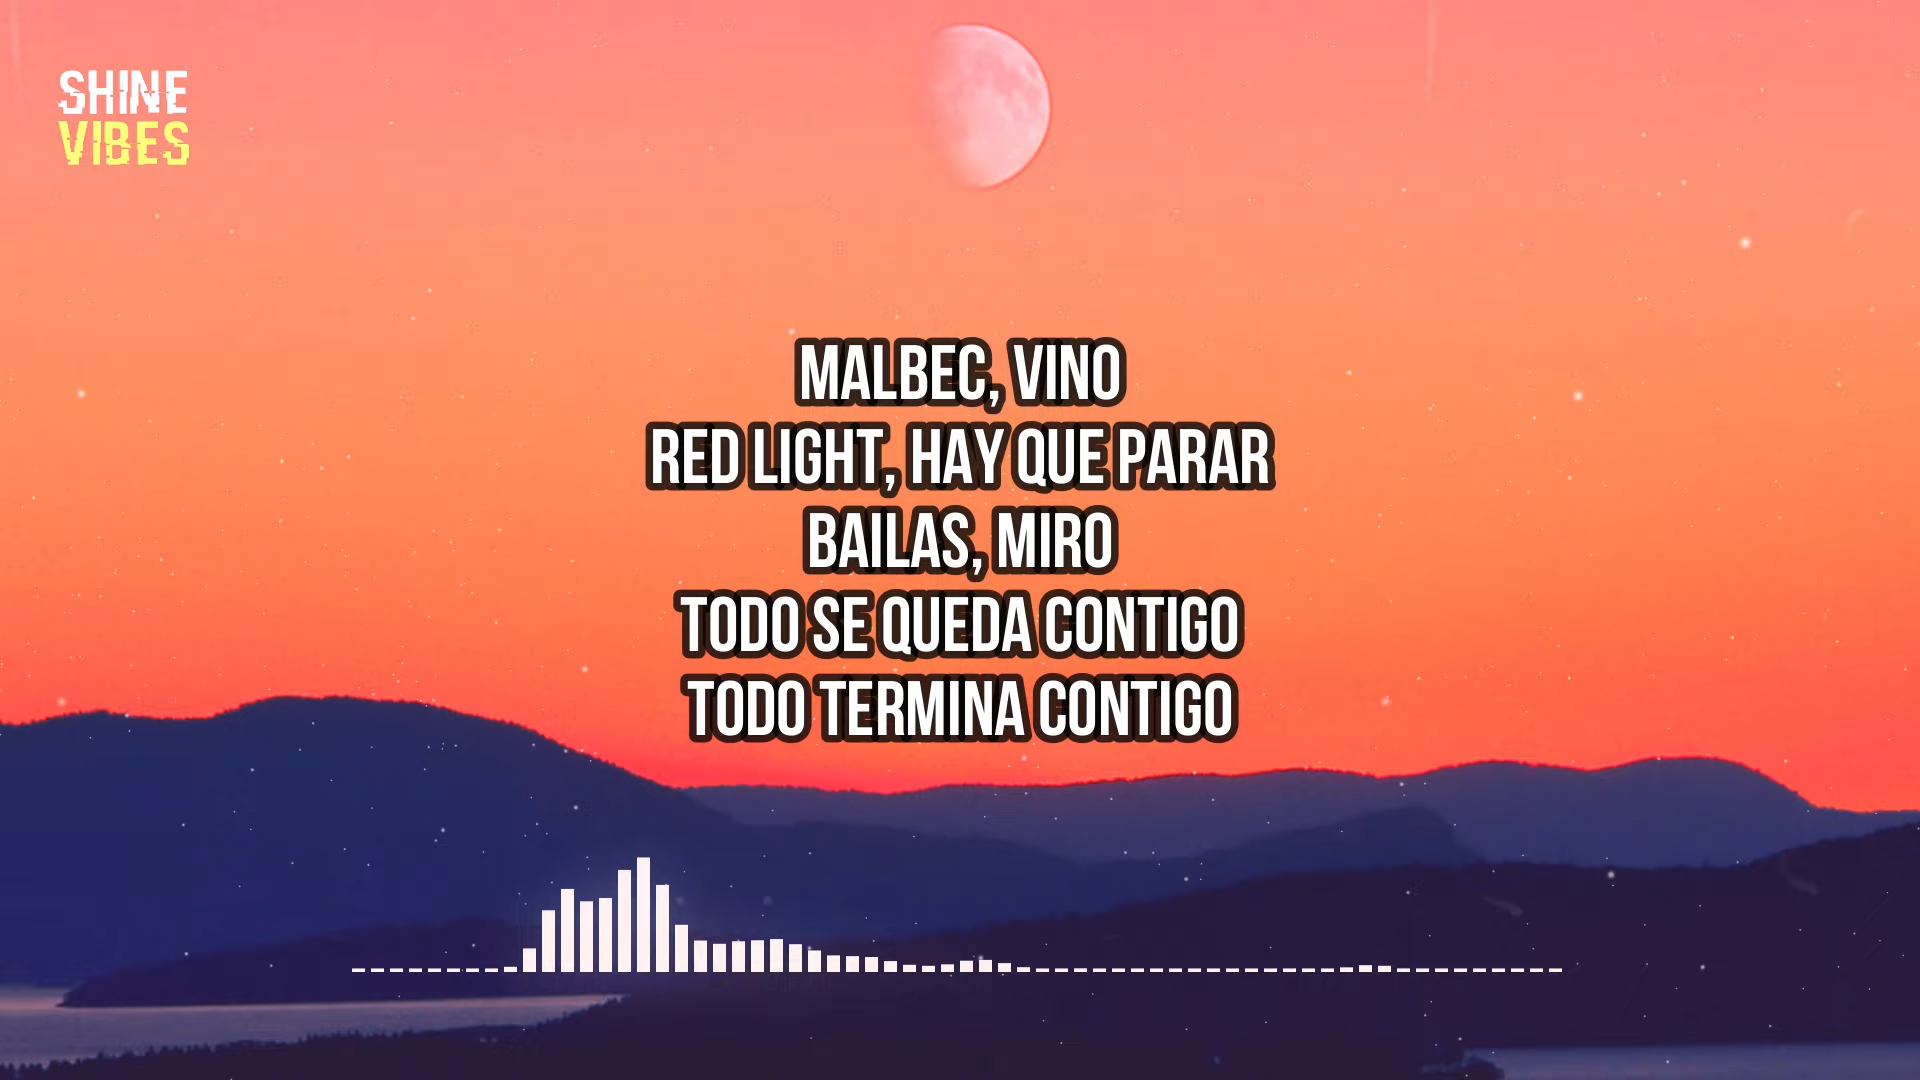 SHINE
VIBES
MALBEC, VINO
RED LIGHT, HAY QUE PARAR
BAILAS, MIRO
TODO SE QUEDA CONTIGO
TODO TERMINA CONTIGO